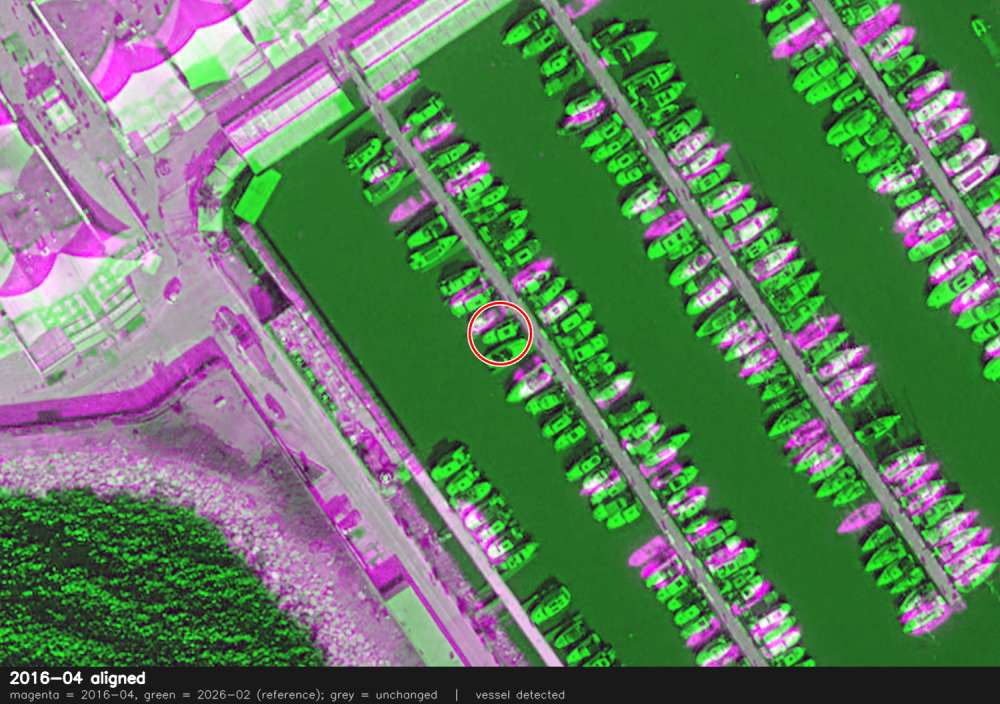 2016-04 aligned
magenta = 2016-04, green = 2026-02 (reference); grey = unchanged | vessel detected